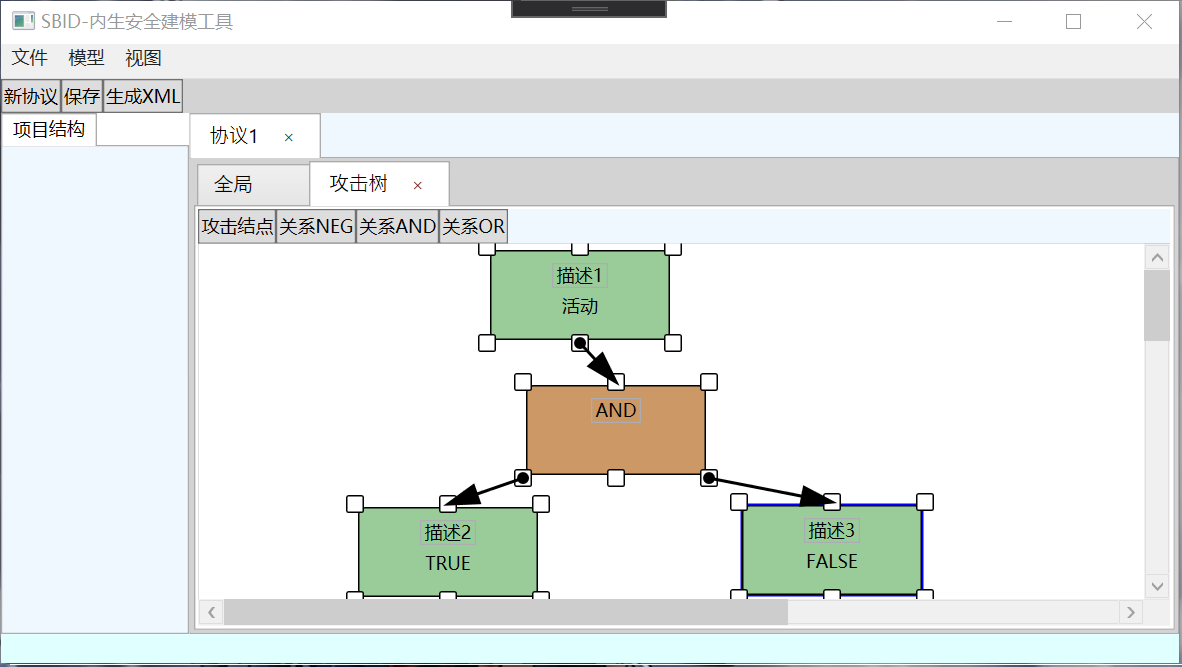 SBID-内生安全建模工具
文件 模型 视图
新协议 保存 生成XML
项目结构
协议1 ×
全局 攻击树 ×
攻击结点 关系NEG 关系AND 关系OR
描述1
活动
AND
描述2
TRUE
描述3
FALSE